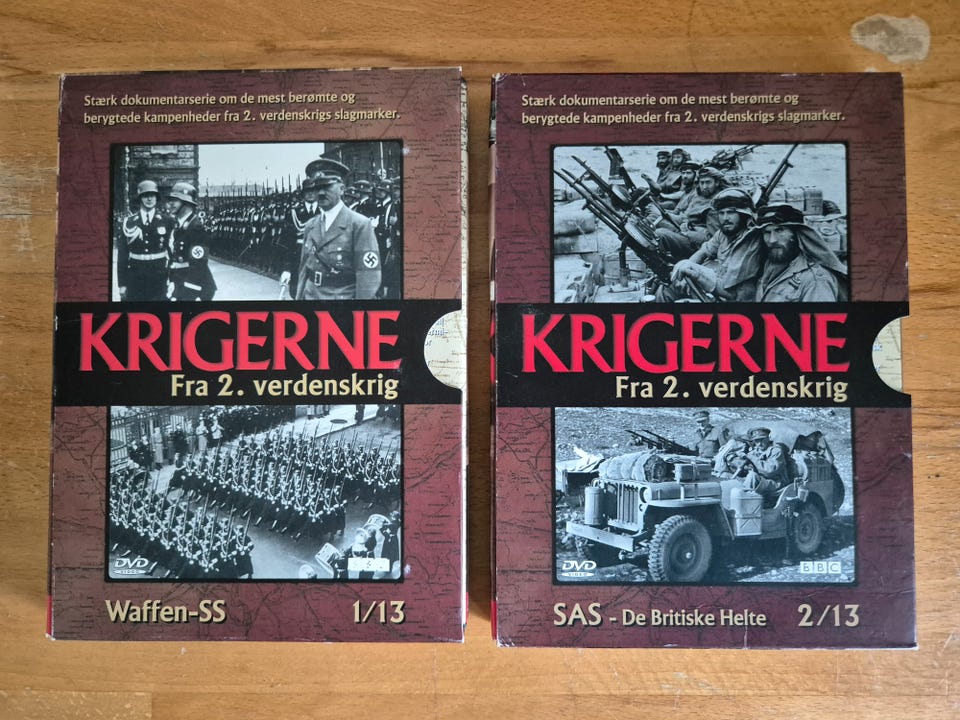 Stærk dokumentarserie om de mest berømte og
berygtede kampenheder fra 2. verdenskrigs slagmarker.
KRIGERNE
Fra 2. verdenskrig
DVD
VIDEO
Waffen-SS 1/13
Stærk dokumentarserie om de mest berømte og
berygtede kampenheder fra 2. verdenskrigs slagmarker.
KRIGERNE
Fra 2. verdenskrig
DVD
VIDEO
BBC
SAS - De Britiske Helte 2/13